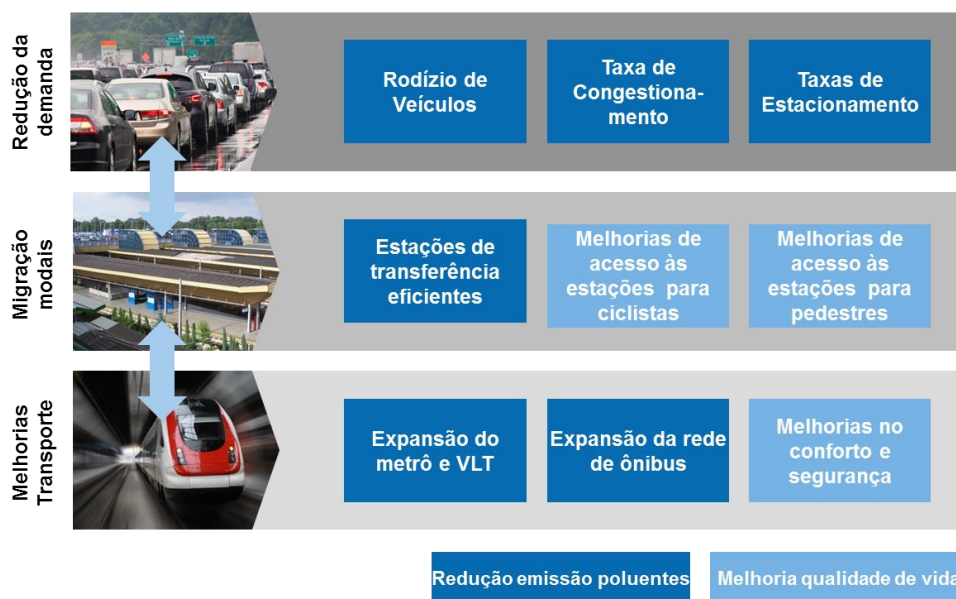 Redução da
demanda
Rodízio de
Veículos
Taxa de
Congestiona-
mento
Taxas de
Estacionamento
Migração
modais
Estações de
transferência
eficientes
Melhorias de
acesso às
estações para
ciclistas
Melhorias de
acesso às
estações para
pedestres
Melhorias
Transporte
Expansão do
metrô e VLT
Expansão da rede
de ônibus
Melhorias no
conforto e
segurança
Redução emissão poluentes
Melhoria qualidade de vida